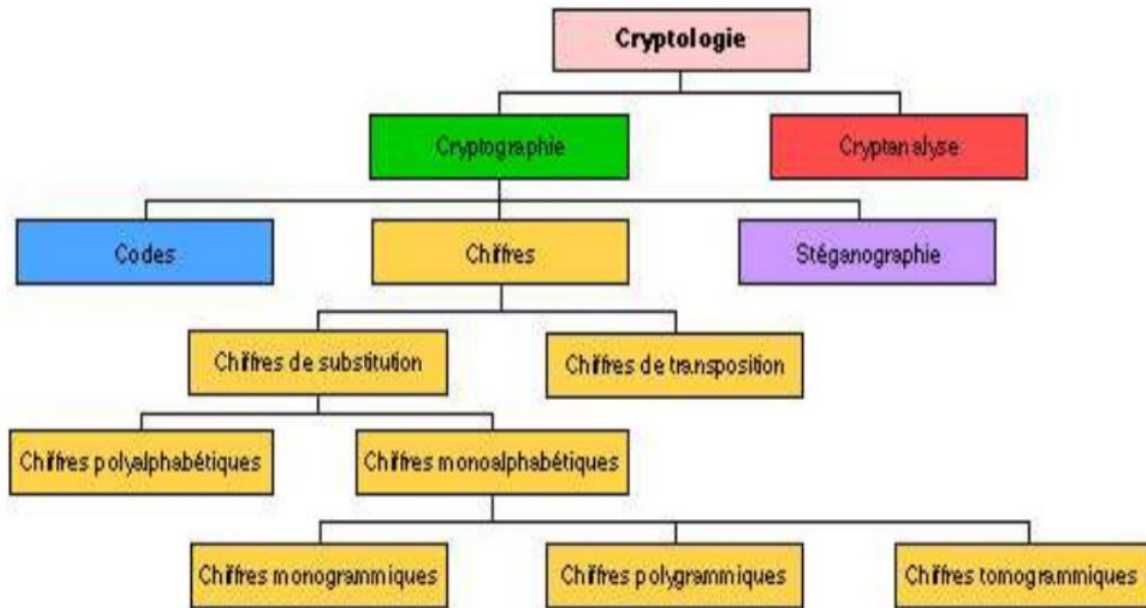 Cryptologie
Cryptographie
Cryptanalyse
Codes
Chiffres
Stéganographie
Chiffres de substitution
Chiffres de transposition
Chiffres polyalphabétiques
Chiffres monoalphabétiques
Chiffres monogrammiques
Chiffres polygrammiques
Chiffres tomogrammiques